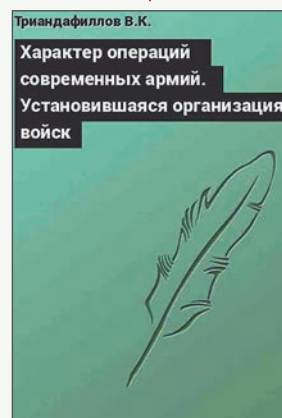 Триандафиллов В.К.
Характер операций
современных армий.
Установившаяся организация
войск